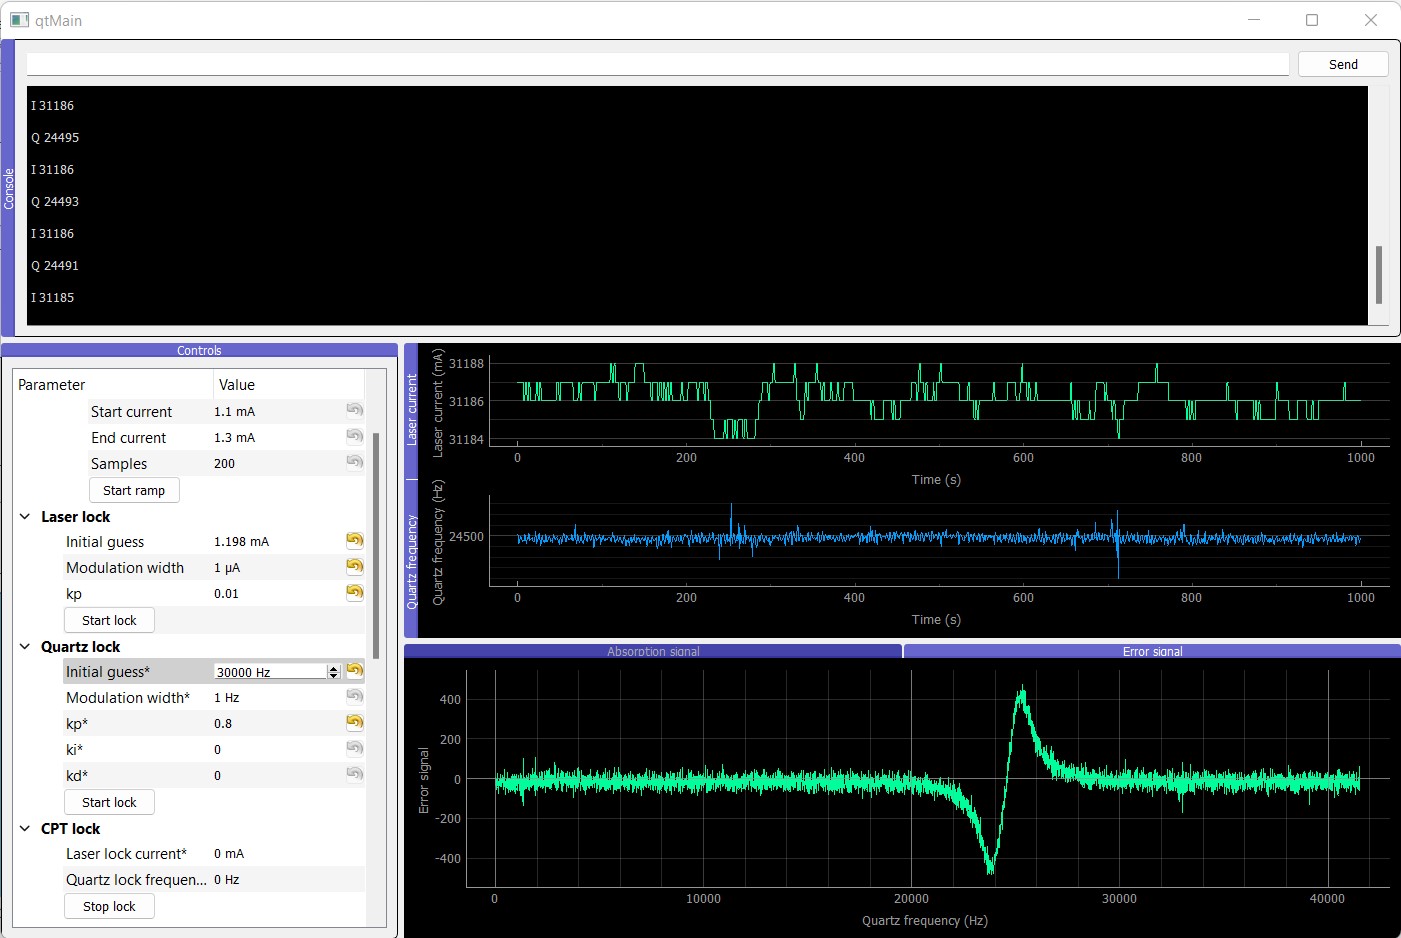 qtMain
Send
Console
I 31186
Q 24495
I 31186
Q 24493
I 31186
Q 24491
I 31185
Controls
Parameter Value
Start current 1.1 mA
End current 1.3 mA
Samples 200
Start ramp
Laser lock
Initial guess 1.198 mA
Modulation width 1 µA
kp 0.01
Start lock
Quartz lock
Initial guess* 30000 Hz
Modulation width* 1 Hz
kp* 0.8
ki* 0
kd* 0
Start lock
CPT lock
Laser lock current* 0 mA
Quartz lock frequen... 0 Hz
Stop lock
Laser current
Laser current (mA)
31188
31186
31184
0 200 400 600 800 1000
Time (s)
Quartz frequency
Quartz frequency (Hz)
24500
0 200 400 600 800 1000
Time (s)
Absorption signal Error signal
Error signal
400
200
0
-200
-400
0 10000 20000 30000 40000
Quartz frequency (Hz)